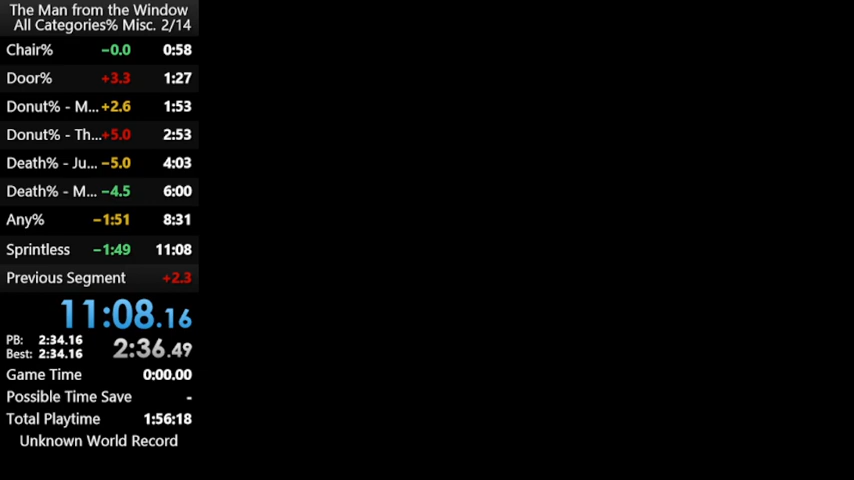 The Man from the Window
All Categories% Misc. 2/14
Chair% −0.0 0:58
Door% +3.3 1:27
Donut% - M... +2.6 1:53
Donut% - Th... +5.0 2:53
Death% - Ju... −5.0 4:03
Death% - M... −4.5 6:00
Any% −1:51 8:31
Sprintless −1:49 11:08
Previous Segment +2.3
11:08.16
PB: 2:34.16
Best: 2:34.16
2:36.49
Game Time 0:00.00
Possible Time Save -
Total Playtime 1:56:18
Unknown World Record